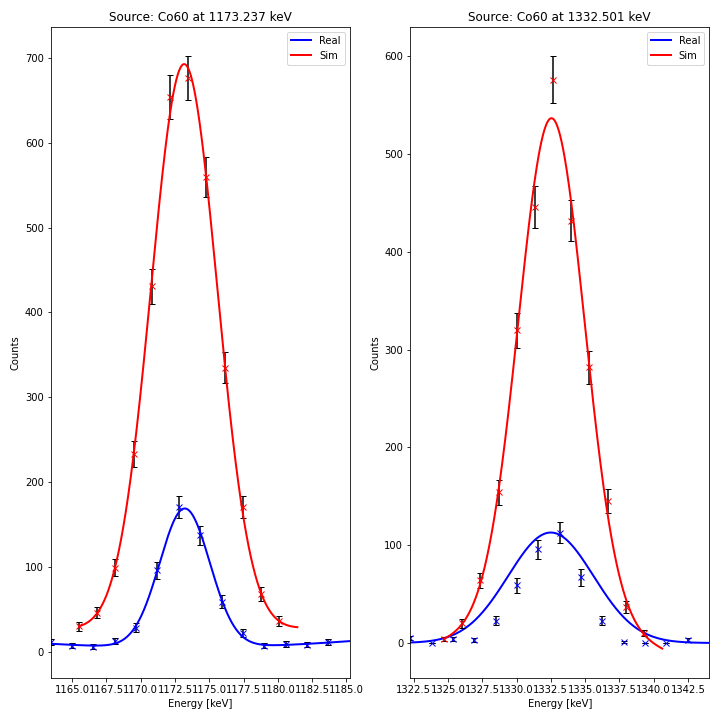 Source: Co60 at 1173.237 keV
Real
Sim
700
600
500
400
300
200
100
0
Counts
1165.0 1167.5 1170.0 1172.5 1175.0 1177.5 1180.0 1182.5 1185.0
Energy [keV]
Source: Co60 at 1332.501 keV
Real
Sim
600
500
400
300
200
100
0
Counts
1322.5 1325.0 1327.5 1330.0 1332.5 1335.0 1337.5 1340.0 1342.5
Energy [keV]